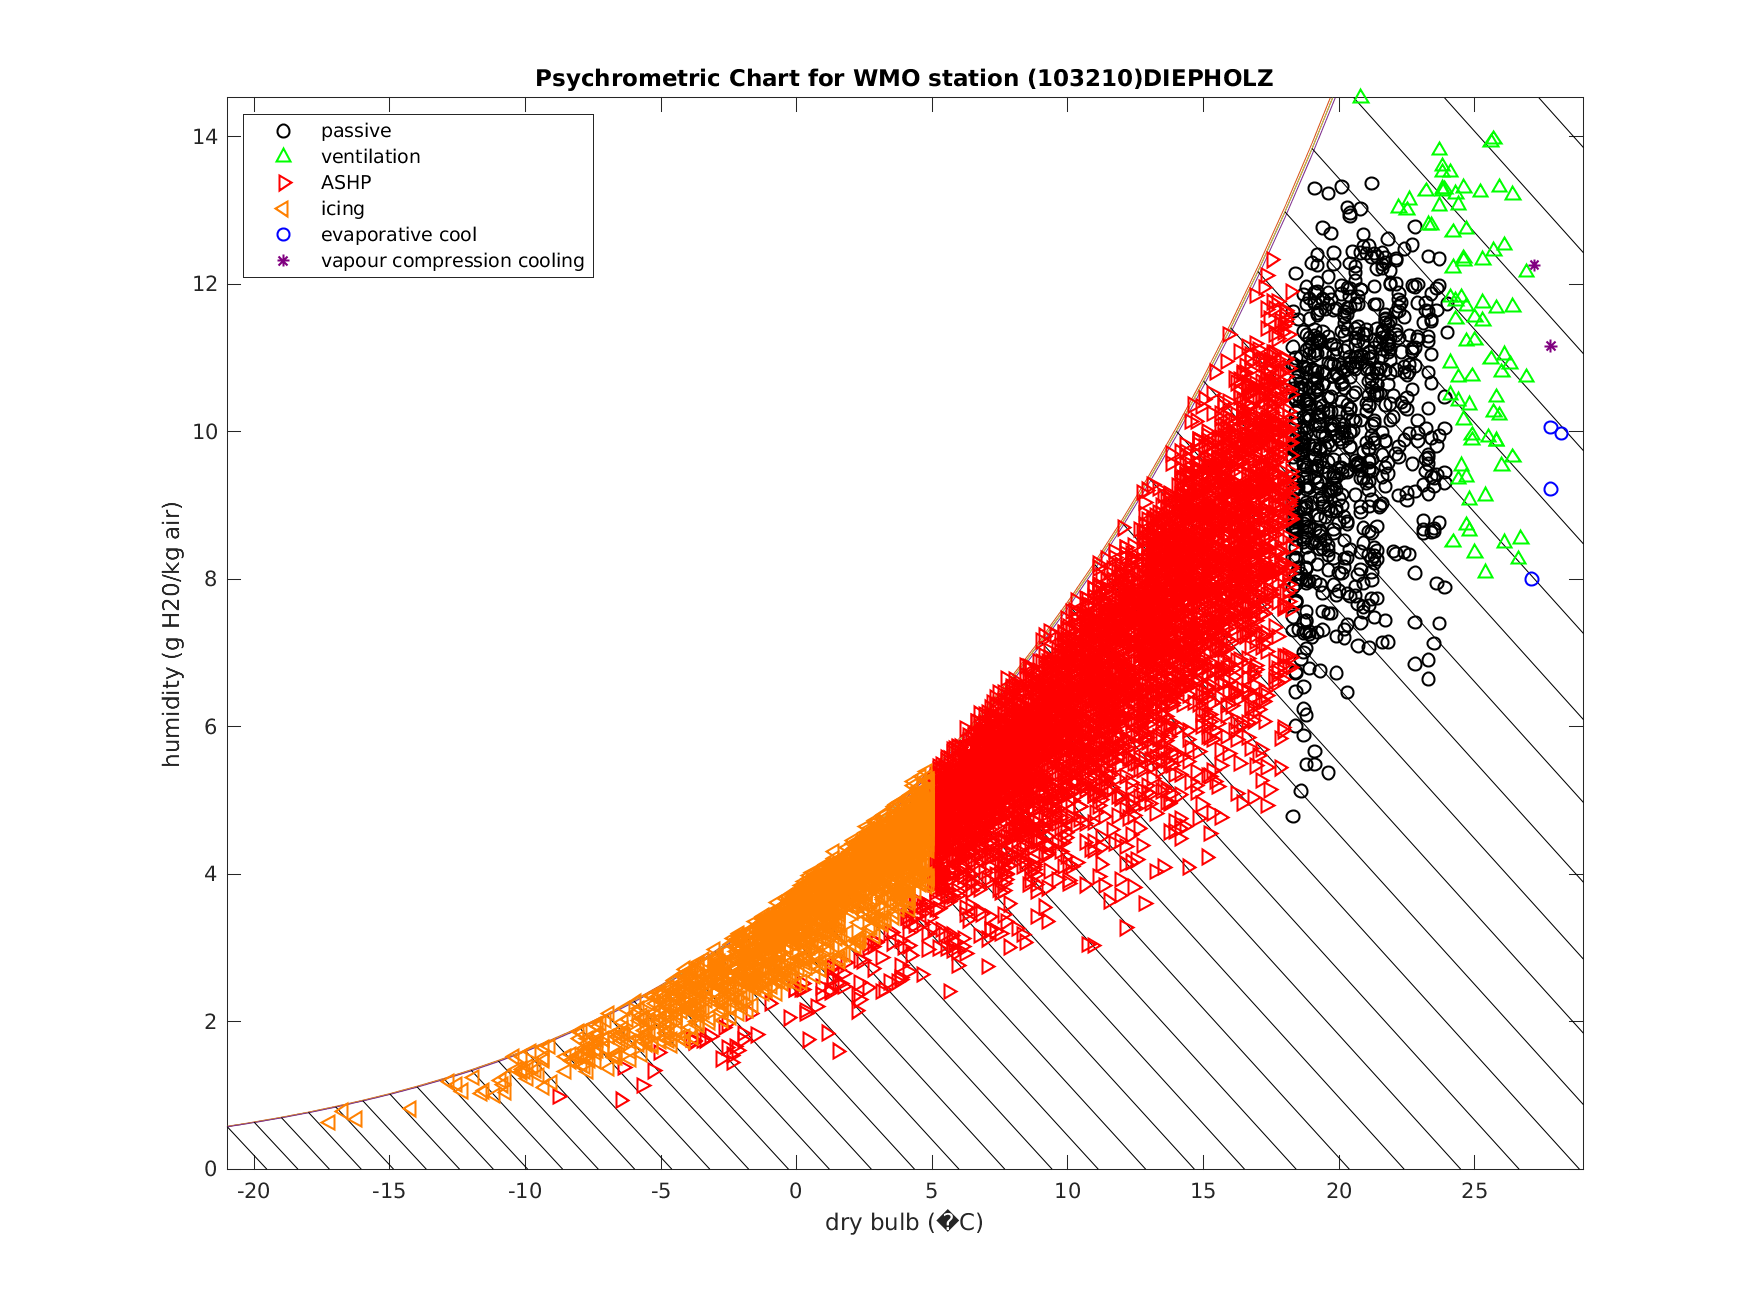 Psychrometric Chart for WMO station (103210)DIEPHOLZ
passive
ventilation
ASHP
icing
evaporative cool
vapour compression cooling
humidity (g H20/kg air)
14
12
10
8
6
4
2
0
-20 -15 -10 -5 0 5 10 15 20 25
dry bulb (�C)